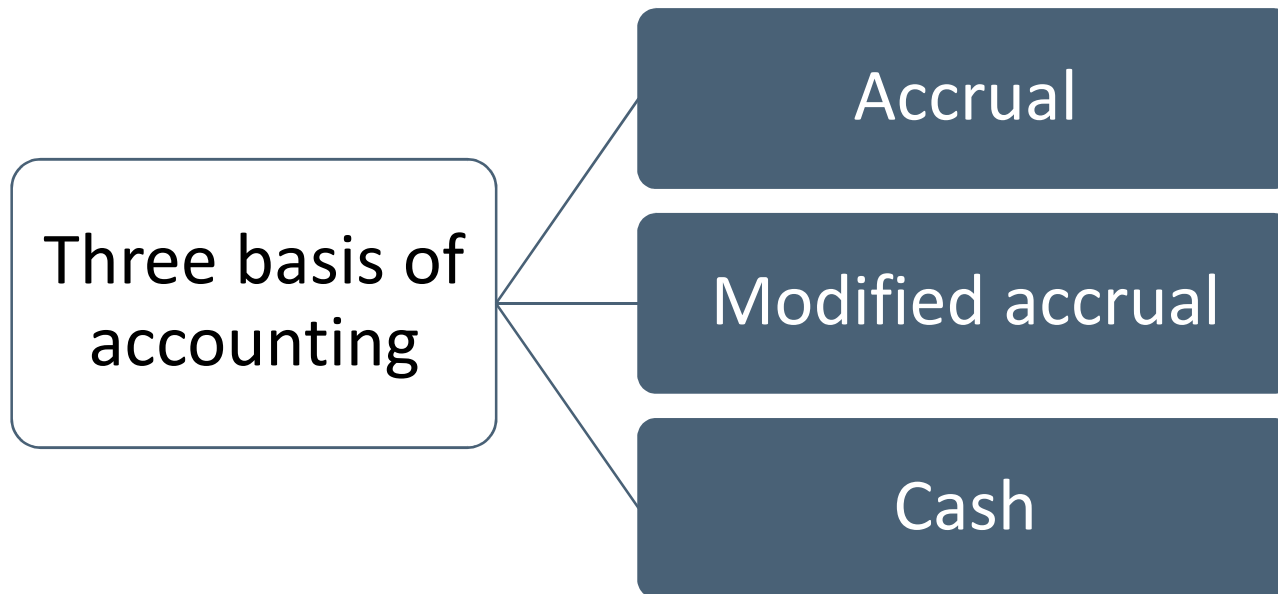 Three basis of
accounting
Accrual
Modified accrual
Cash